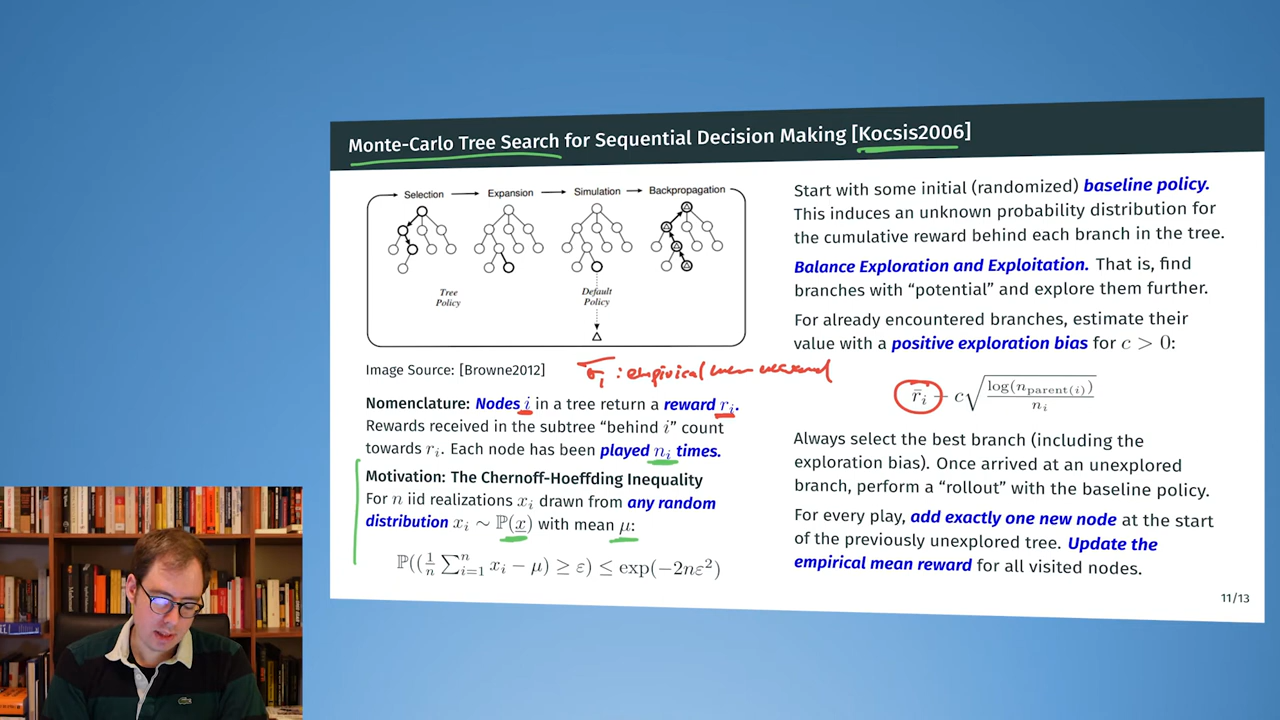 Monte-Carlo Tree Search for Sequential Decision Making [Kocsis2006]
Selection Expansion Simulation Backpropagation
Tree
Policy
Default
Policy
Image Source: [Browne2012]
r̄i : empirical mean reward
Nomenclature: Nodes i in a tree return a reward ri.
Rewards received in the subtree “behind i” count
towards ri. Each node has been played ni times.
Motivation: The Chernoff-Hoeffding Inequality
For n iid realizations xi drawn from any random
distribution xi ∼ ℙ(x) with mean μ:
ℙ((1/n ∑_{i=1}^{n} xi − μ) ≥ ε) ≤ exp(−2nε²)
Start with some initial (randomized) baseline policy.
This induces an unknown probability distribution for
the cumulative reward behind each branch in the tree.
Balance Exploration and Exploitation. That is, find
branches with “potential” and explore them further.
For already encountered branches, estimate their
value with a positive exploration bias for c > 0:
r̄i + c√(log(n_parent(i))/ni)
Always select the best branch (including the
exploration bias). Once arrived at an unexplored
branch, perform a “rollout” with the baseline policy.
For every play, add exactly one new node at the start
of the previously unexplored tree. Update the
empirical mean reward for all visited nodes.
11/13